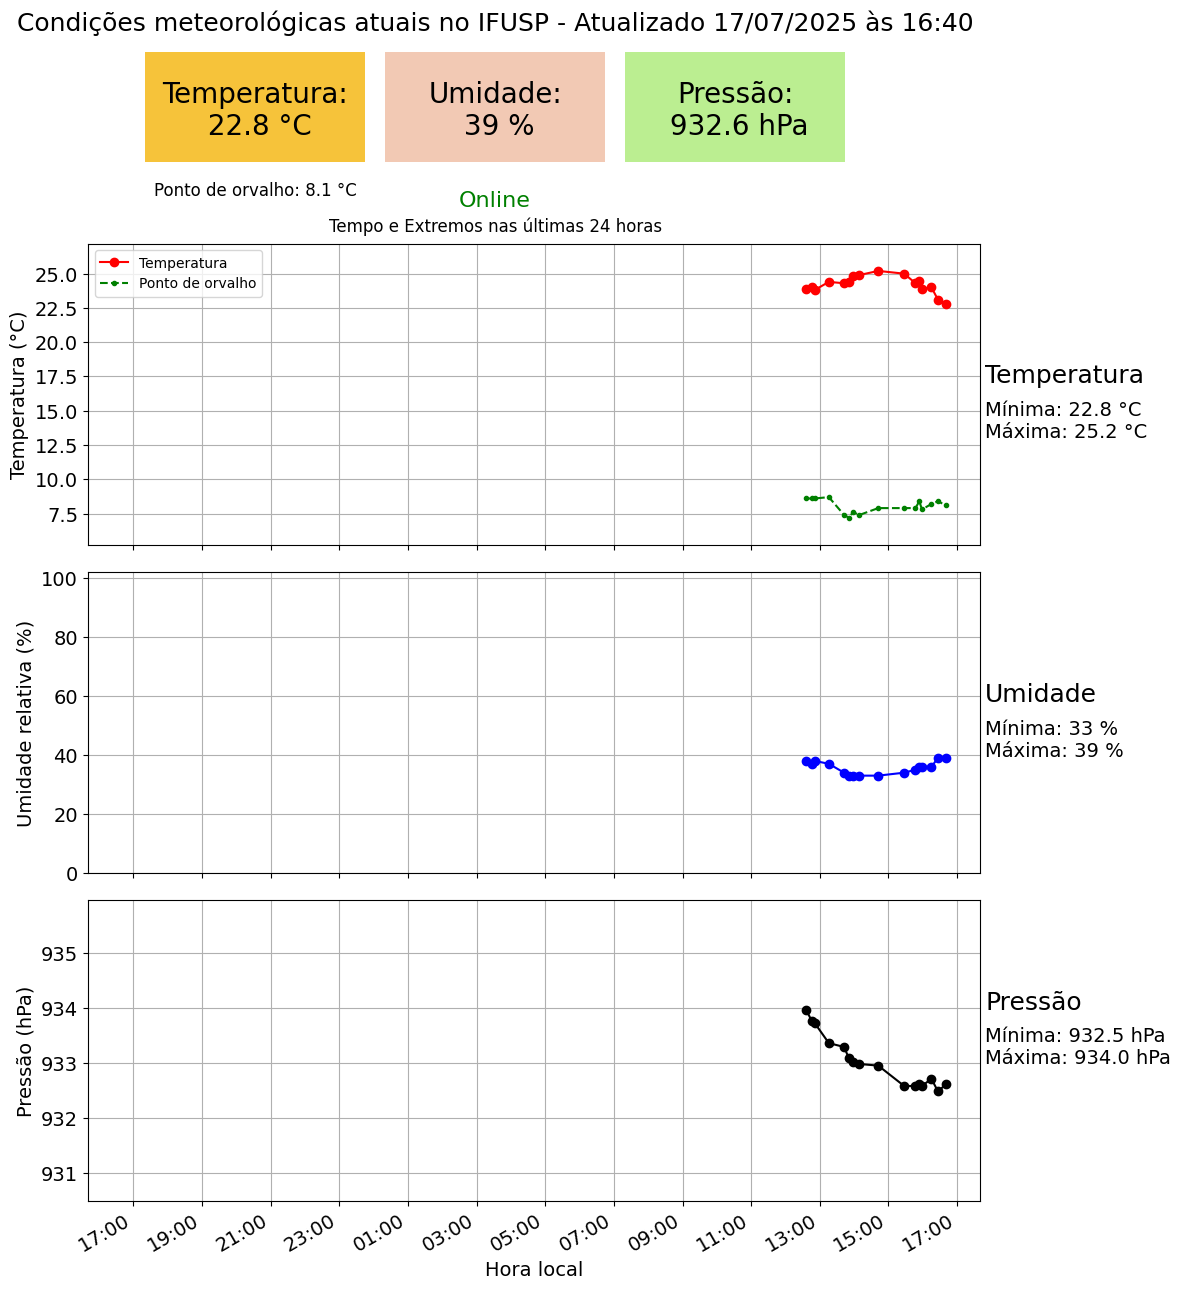 Condições meteorológicas atuais no IFUSP - Atualizado 17/07/2025 às 16:40
Temperatura:
22.8 °C
Umidade:
39 %
Pressão:
932.6 hPa
Ponto de orvalho: 8.1 °C
Online
Tempo e Extremos nas últimas 24 horas
Temperatura
Ponto de orvalho
Temperatura (°C)
25.0
22.5
20.0
17.5
15.0
12.5
10.0
7.5
Temperatura
Mínima: 22.8 °C
Máxima: 25.2 °C
Umidade relativa (%)
100
80
60
40
20
0
Umidade
Mínima: 33 %
Máxima: 39 %
Pressão (hPa)
935
934
933
932
931
Pressão
Mínima: 932.5 hPa
Máxima: 934.0 hPa
17:00 19:00 21:00 23:00 01:00 03:00 05:00 07:00 09:00 11:00 13:00 15:00 17:00
Hora local